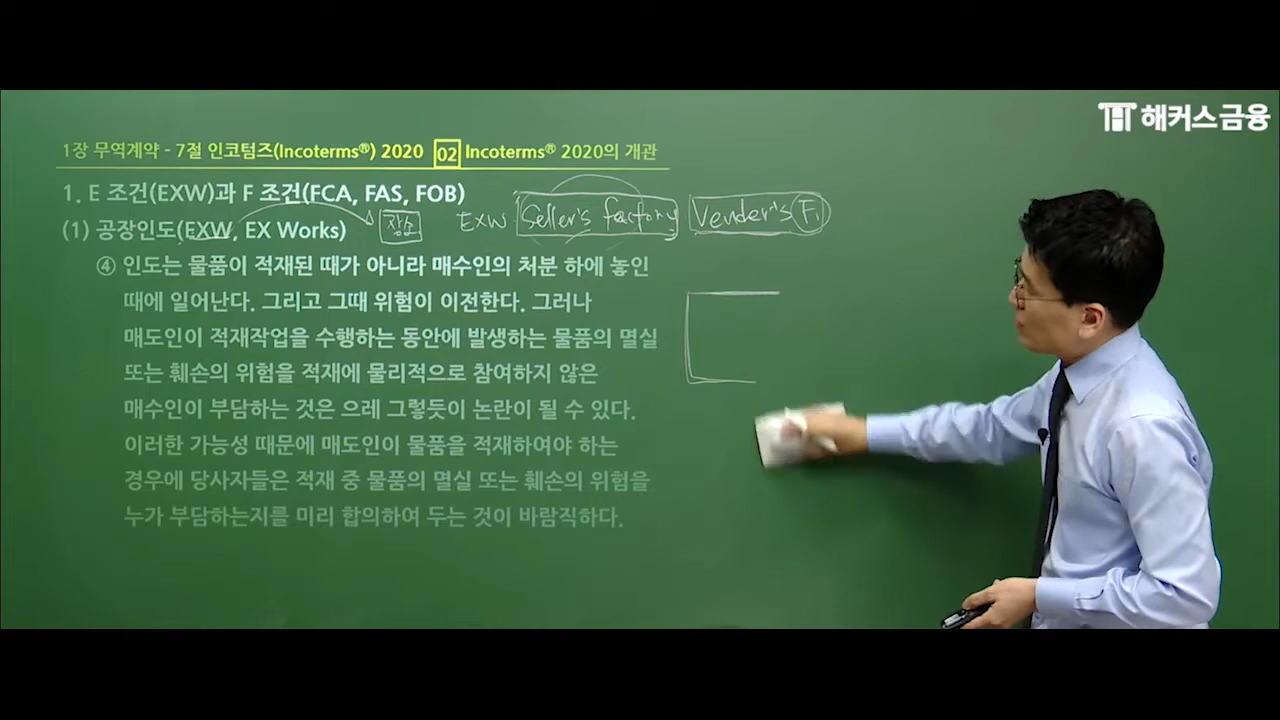 해커스금융
1장 무역계약 - 7절 인코텀즈(Incoterms®) 2020 02 Incoterms® 2020의 개관
1. E 조건(EXW)과 F 조건(FCA, FAS, FOB)
(1) 공장인도(EXW, EX Works) 장소 EXW Seller's factory Vender's F,
④ 인도는 물품이 적재된 때가 아니라 매수인의 처분 하에 놓인
때에 일어난다. 그리고 그때 위험이 이전한다. 그러나
매도인이 적재작업을 수행하는 동안에 발생하는 물품의 멸실
또는 훼손의 위험을 적재에 물리적으로 참여하지 않은
매수인이 부담하는 것은 으레 그렇듯이 논란이 될 수 있다.
이러한 가능성 때문에 매도인이 물품을 적재하여야 하는
경우에 당사자들은 적재 중 물품의 멸실 또는 훼손의 위험을
누가 부담하는지를 미리 합의하여 두는 것이 바람직하다.